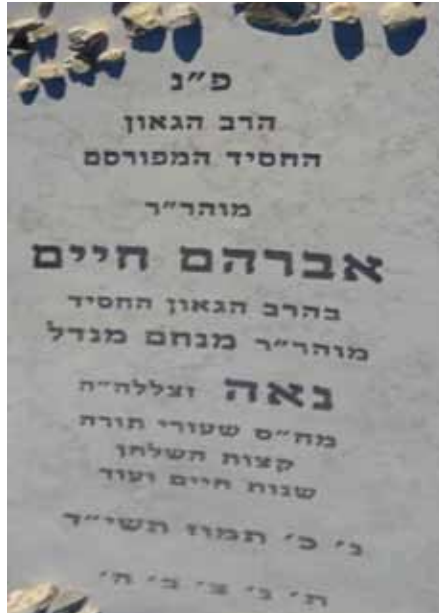 פ״נ
הרב הגאון
החסיד המפורסם
מוהר״ר
אברהם חיים
בהרב הגאון החסיד
מוהר״ר מנחם מנדל
נאה זצללה״ה
מח״ס שעורי תורה
קצות השלחן
שנות חיים ועוד
נ׳ כ׳ תמוז תשי״ד
ת׳ נ׳ צ׳ ב׳ ה׳